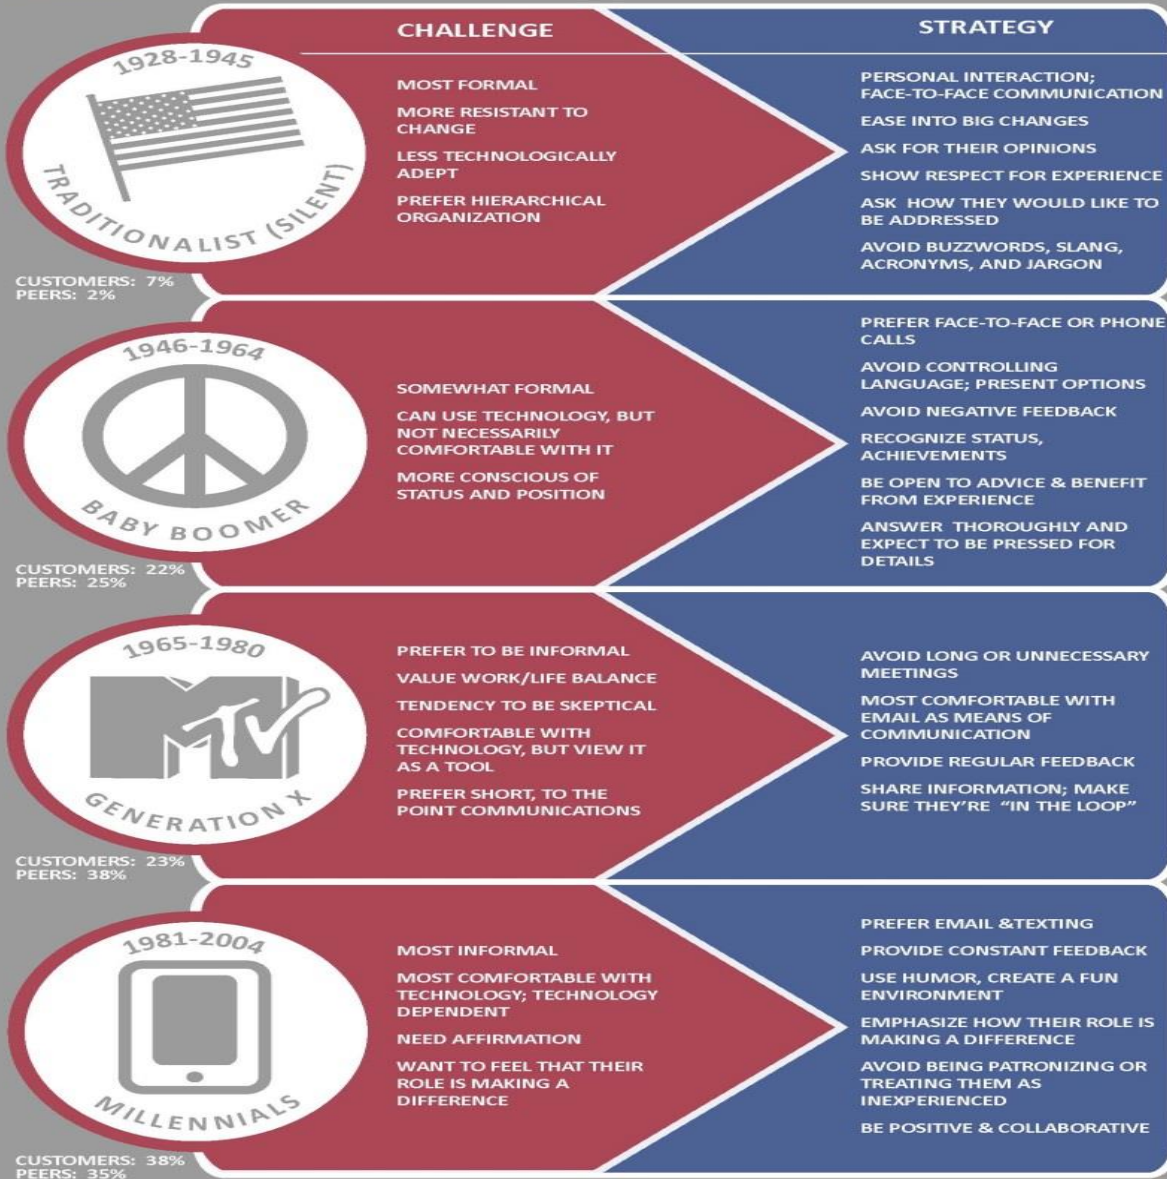 CHALLENGE
STRATEGY
1928-1945
TRADITIONALIST (SILENT)
CUSTOMERS: 7%
PEERS: 2%
MOST FORMAL
MORE RESISTANT TO
CHANGE
LESS TECHNOLOGICALLY
ADEPT
PREFER HIERARCHICAL
ORGANIZATION
PERSONAL INTERACTION;
FACE-TO-FACE COMMUNICATION
EASE INTO BIG CHANGES
ASK FOR THEIR OPINIONS
SHOW RESPECT FOR EXPERIENCE
ASK HOW THEY WOULD LIKE TO
BE ADDRESSED
AVOID BUZZWORDS, SLANG,
ACRONYMS, AND JARGON
1946-1964
BABY BOOMER
CUSTOMERS: 22%
PEERS: 25%
SOMEWHAT FORMAL
CAN USE TECHNOLOGY, BUT
NOT NECESSARILY
COMFORTABLE WITH IT
MORE CONSCIOUS OF
STATUS AND POSITION
PREFER FACE-TO-FACE OR PHONE
CALLS
AVOID CONTROLLING
LANGUAGE; PRESENT OPTIONS
AVOID NEGATIVE FEEDBACK
RECOGNIZE STATUS,
ACHIEVEMENTS
BE OPEN TO ADVICE & BENEFIT
FROM EXPERIENCE
ANSWER THOROUGHLY AND
EXPECT TO BE PRESSED FOR
DETAILS
1965-1980
MTV
GENERATION X
CUSTOMERS: 23%
PEERS: 38%
PREFER TO BE INFORMAL
VALUE WORK/LIFE BALANCE
TENDENCY TO BE SKEPTICAL
COMFORTABLE WITH
TECHNOLOGY, BUT VIEW IT
AS A TOOL
PREFER SHORT, TO THE
POINT COMMUNICATIONS
AVOID LONG OR UNNECESSARY
MEETINGS
MOST COMFORTABLE WITH
EMAIL AS MEANS OF
COMMUNICATION
PROVIDE REGULAR FEEDBACK
SHARE INFORMATION; MAKE
SURE THEY'RE "IN THE LOOP"
1981-2004
MILLENNIALS
CUSTOMERS: 38%
PEERS: 35%
MOST INFORMAL
MOST COMFORTABLE WITH
TECHNOLOGY; TECHNOLOGY
DEPENDENT
NEED AFFIRMATION
WANT TO FEEL THAT THEIR
ROLE IS MAKING A
DIFFERENCE
PREFER EMAIL &TEXTING
PROVIDE CONSTANT FEEDBACK
USE HUMOR, CREATE A FUN
ENVIRONMENT
EMPHASIZE HOW THEIR ROLE IS
MAKING A DIFFERENCE
AVOID BEING PATRONIZING OR
TREATING THEM AS
INEXPERIENCED
BE POSITIVE & COLLABORATIVE